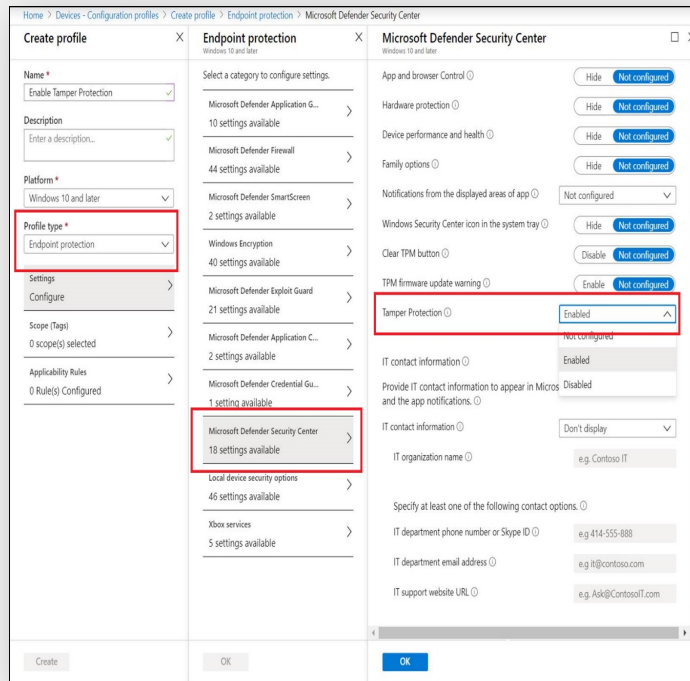 Home > Devices - Configuration profiles > Create profile > Endpoint protection > Microsoft Defender Security Center
Create profile
Name *
Enable Tamper Protection
Description
Enter a description...
Platform *
Windows 10 and later
Profile type *
Endpoint protection
Settings
Configure
Scope (Tags)
0 scope(s) selected
Applicability Rules
0 Rule(s) Configured
Create
Endpoint protection
Windows 10 and later
Select a category to configure settings.
Microsoft Defender Application G...
10 settings available
Microsoft Defender Firewall
44 settings available
Microsoft Defender SmartScreen
2 settings available
Windows Encryption
40 settings available
Microsoft Defender Exploit Guard
21 settings available
Microsoft Defender Application C...
2 settings available
Microsoft Defender Credential Gu...
1 setting available
Microsoft Defender Security Center
18 settings available
Local device security options
46 settings available
Xbox services
5 settings available
OK
Microsoft Defender Security Center
Windows 10 and later
App and browser Control Hide Not configured
Hardware protection Hide Not configured
Device performance and health Hide Not configured
Family options Hide Not configured
Notifications from the displayed areas of app Not configured
Windows Security Center icon in the system tray Hide Not configured
Clear TPM button Disable Not configured
TPM firmware update warning Enable Not configured
Tamper Protection Enabled
Not configured
Enabled
Disabled
IT contact information
Provide IT contact information to appear in Micros
and the app notifications.
IT contact information Don't display
IT organization name e.g. Contoso IT
Specify at least one of the following contact options.
IT department phone number or Skype ID e.g 414-555-888
IT department email address e.g it@contoso.com
IT support website URL e.g. Ask@ContosoIT.com
OK